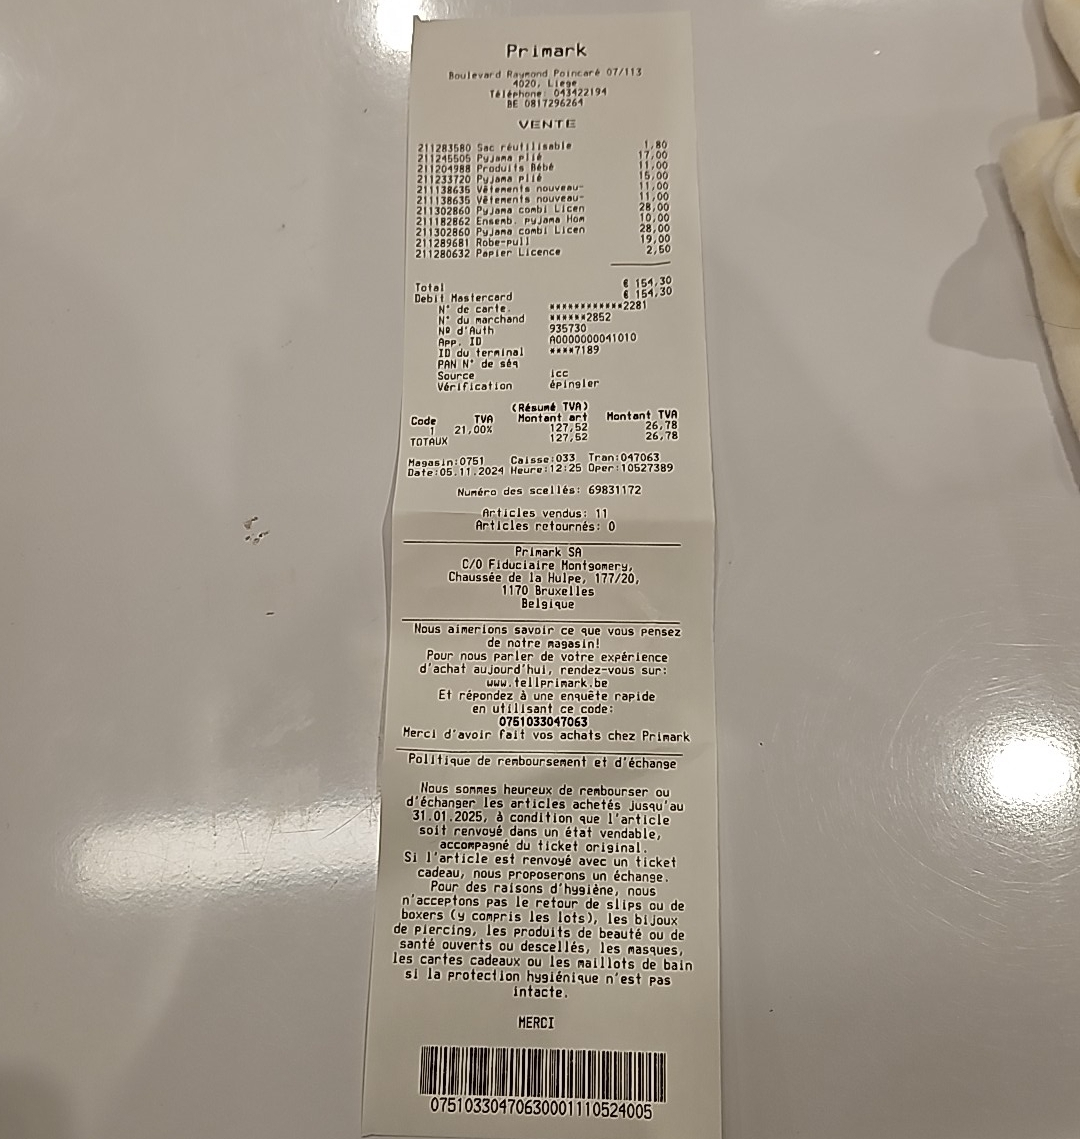 Primark
Boulevard Raymond Poincaré 07/113
4020, Liege
Téléphone: 043422194
BE 0817296264
VENTE
211283580 Sac réutilisable 1,80
211245505 Pyjama plié 17,00
211204988 Produits Bébé 11,00
211233720 Pyjama plié 15,00
211138635 Vêtements nouveau- 11,00
211138635 Vêtements nouveau- 11,00
211302860 Pyjama combi Licen 28,00
211182862 Ensemb. pyjama Hom 10,00
211302860 Pyjama combi Licen 28,00
211289681 Robe-pull 19,00
211280632 Papier Licence 2,50
Total € 154,30
Debit Mastercard € 154,30
N° de carte. ************2281
N° du marchand ******2852
Nº d'Auth 935730
App. ID A0000000041010
ID du terminal ****7189
PAN N° de séq
Source icc
Vérification épingler
(Résumé TVA)
Code TVA Montant art Montant TVA
1 21,00% 127,52 26,78
TOTAUX 127,52 26,78
Magasin:0751 Caisse:033 Tran:047063
Date:05.11.2024 Heure:12:25 Oper:10527389
Numéro des scellés: 69831172
Articles vendus: 11
Articles retournés: 0
Primark SA
C/O Fiduciaire Montgomery,
Chaussée de la Hulpe, 177/20,
1170 Bruxelles
Belgique
Nous aimerions savoir ce que vous pensez
de notre magasin!
Pour nous parler de votre expérience
d'achat aujourd'hui, rendez-vous sur:
www.tellprimark.be
Et répondez à une enquête rapide
en utilisant ce code:
0751033047063
Merci d'avoir fait vos achats chez Primark
Politique de remboursement et d'échange
Nous sommes heureux de rembourser ou
d'échanger les articles achetés jusqu'au
31.01.2025, à condition que l'article
soit renvoyé dans un état vendable,
accompagné du ticket original.
Si l'article est renvoyé avec un ticket
cadeau, nous proposerons un échange.
Pour des raisons d'hygiène, nous
n'acceptons pas le retour de slips ou de
boxers (y compris les lots), les bijoux
de piercing, les produits de beauté ou de
santé ouverts ou descellés, les masques,
les cartes cadeaux ou les maillots de bain
si la protection hygiénique n'est pas
intacte.
MERCI
075103304706300011105240​05